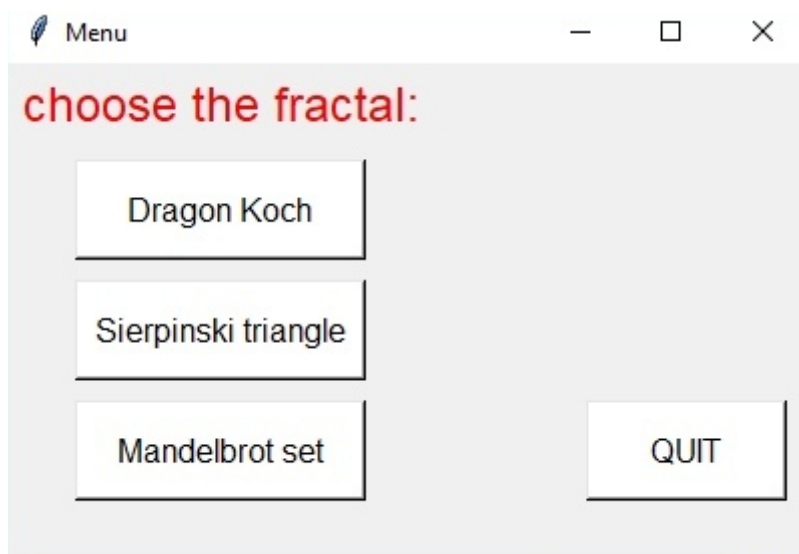 Menu
choose the fractal:
Dragon Koch
Sierpinski triangle
Mandelbrot set
QUIT